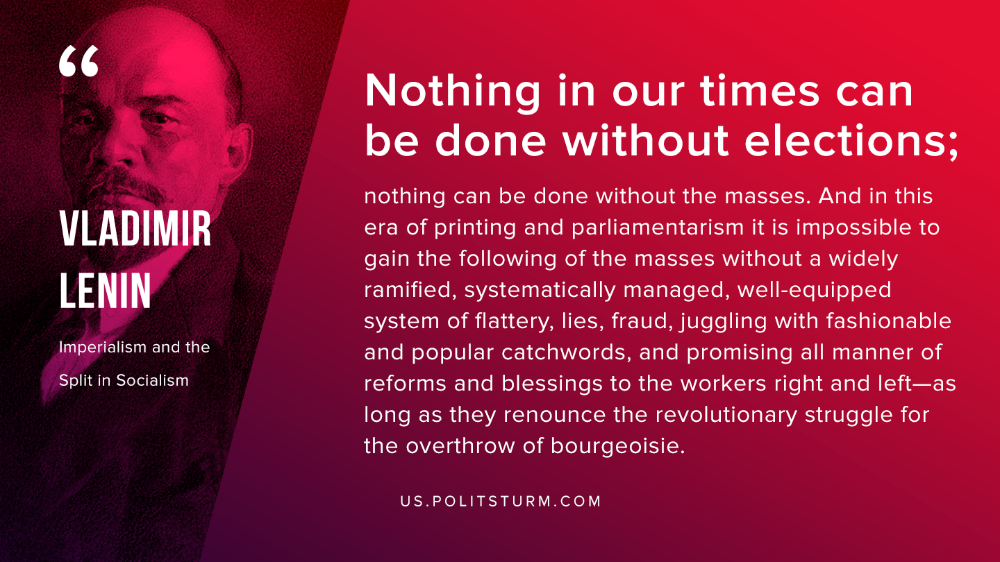 “
VLADIMIR
LENIN
Imperialism and the
Split in Socialism
Nothing in our times can
be done without elections;
nothing can be done without the masses. And in this
era of printing and parliamentarism it is impossible to
gain the following of the masses without a widely
ramified, systematically managed, well-equipped
system of flattery, lies, fraud, juggling with fashionable
and popular catchwords, and promising all manner of
reforms and blessings to the workers right and left—as
long as they renounce the revolutionary struggle for
the overthrow of bourgeoisie.
US.POLITSTURM.COM